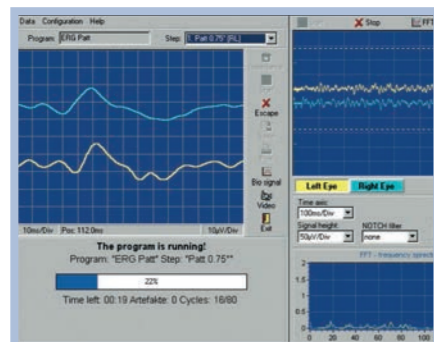 Data Configuration Help
Program: ERG Patt Step: 1. Patt 0.75° (RL)
Escape
Bio signal
Video
Exit
10ms/Div Pos: 112.0ms 10µV/Div
The program is running!
Program: "ERG Patt" Step: "Patt 0.75°"
22%
Time left: 00:19 Artefakte: 0 Cycles: 16/80
Stop FFT
Left Eye Right Eye
Time axis:
100ms/Div
Signal height: NOTCH filter
50µV/Div none
FFT - frequency spectr
2
1.5
1
0.5
0
0 20 40 60 80 100